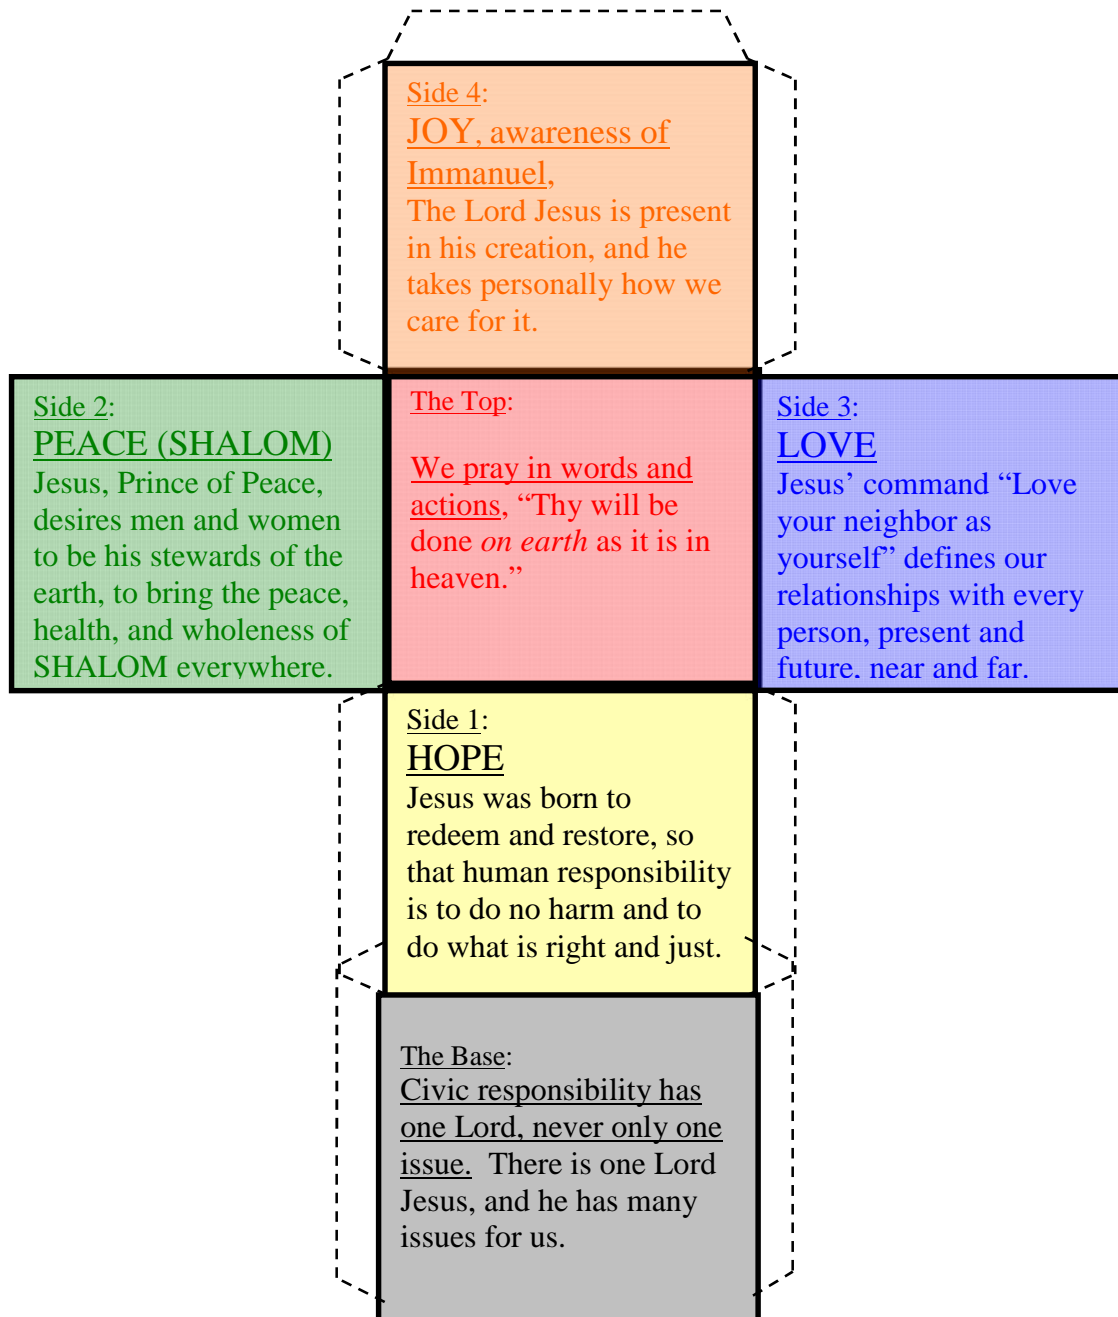 Side 4:
JOY, awareness of
Immanuel,
The Lord Jesus is present
in his creation, and he
takes personally how we
care for it.
Side 2:
PEACE (SHALOM)
Jesus, Prince of Peace,
desires men and women
to be his stewards of the
earth, to bring the peace,
health, and wholeness of
SHALOM everywhere.
The Top:
We pray in words and
actions, “Thy will be
done on earth as it is in
heaven.”
Side 3:
LOVE
Jesus’ command “Love
your neighbor as
yourself” defines our
relationships with every
person, present and
future, near and far.
Side 1:
HOPE
Jesus was born to
redeem and restore, so
that human responsibility
is to do no harm and to
do what is right and just.
The Base:
Civic responsibility has
one Lord, never only one
issue. There is one Lord
Jesus, and he has many
issues for us.